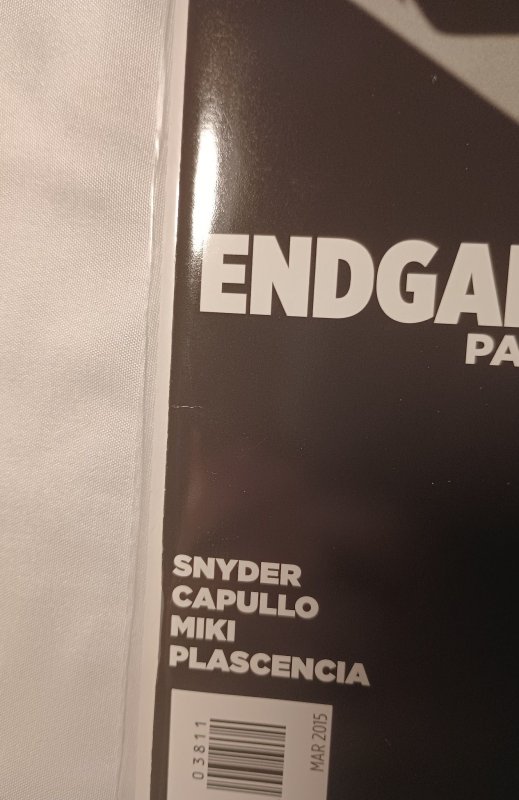 ENDGA
PA
SNYDER
CAPULLO
MIKI
PLASCENCIA
03811
MAR 2015